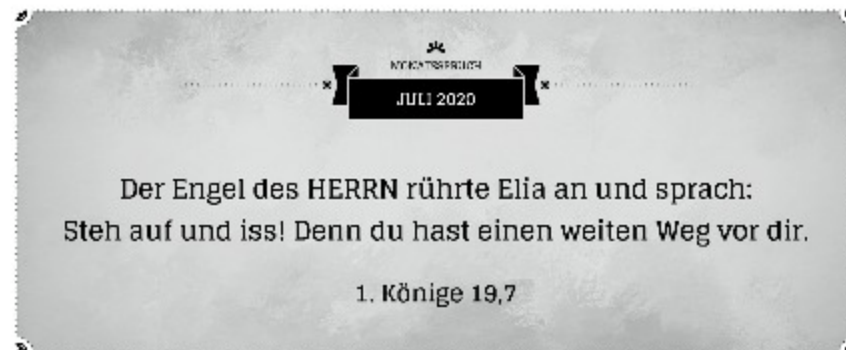 MONATSSPRUCH
JULI 2020
Der Engel des HERRN rührte Elia an und sprach:
Steh auf und iss! Denn du hast einen weiten Weg vor dir.
1. Könige 19,7